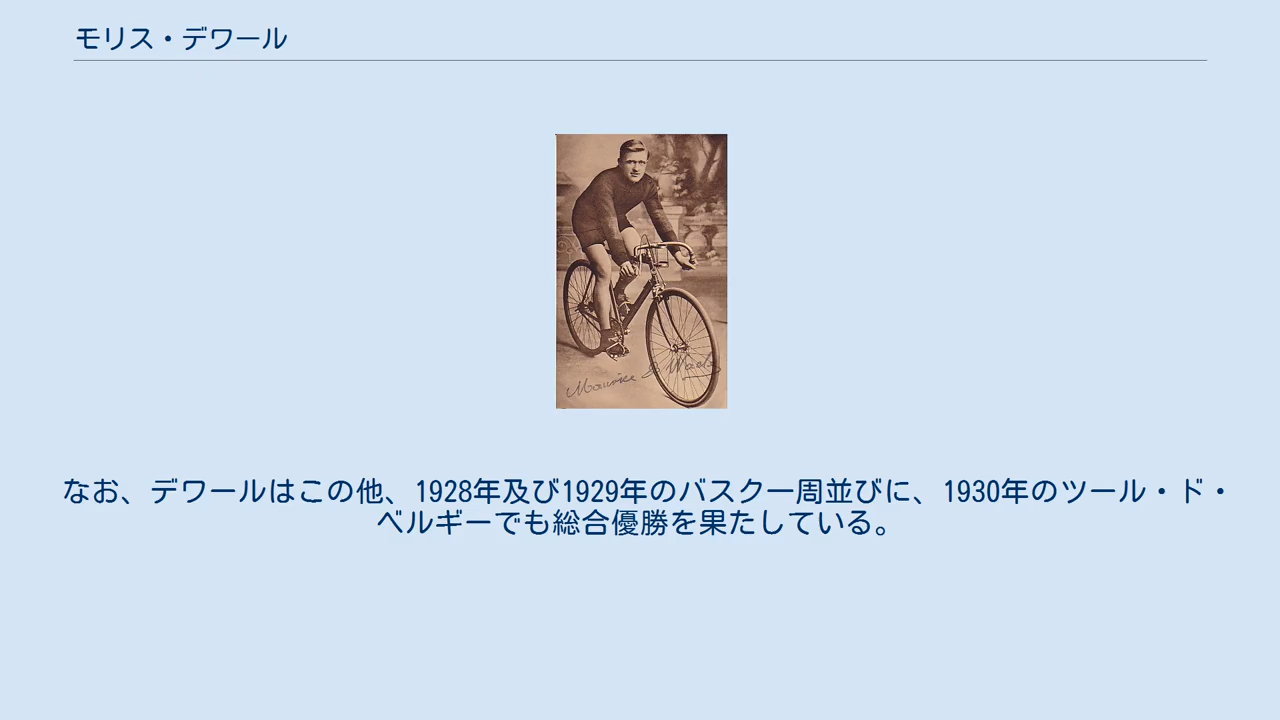 モリス・デワール
Maurice De Waele
なお、デワールはこの他、1928年及び1929年のバスク一周並びに、1930年のツール・ド・
ベルギーでも総合優勝を果たしている。